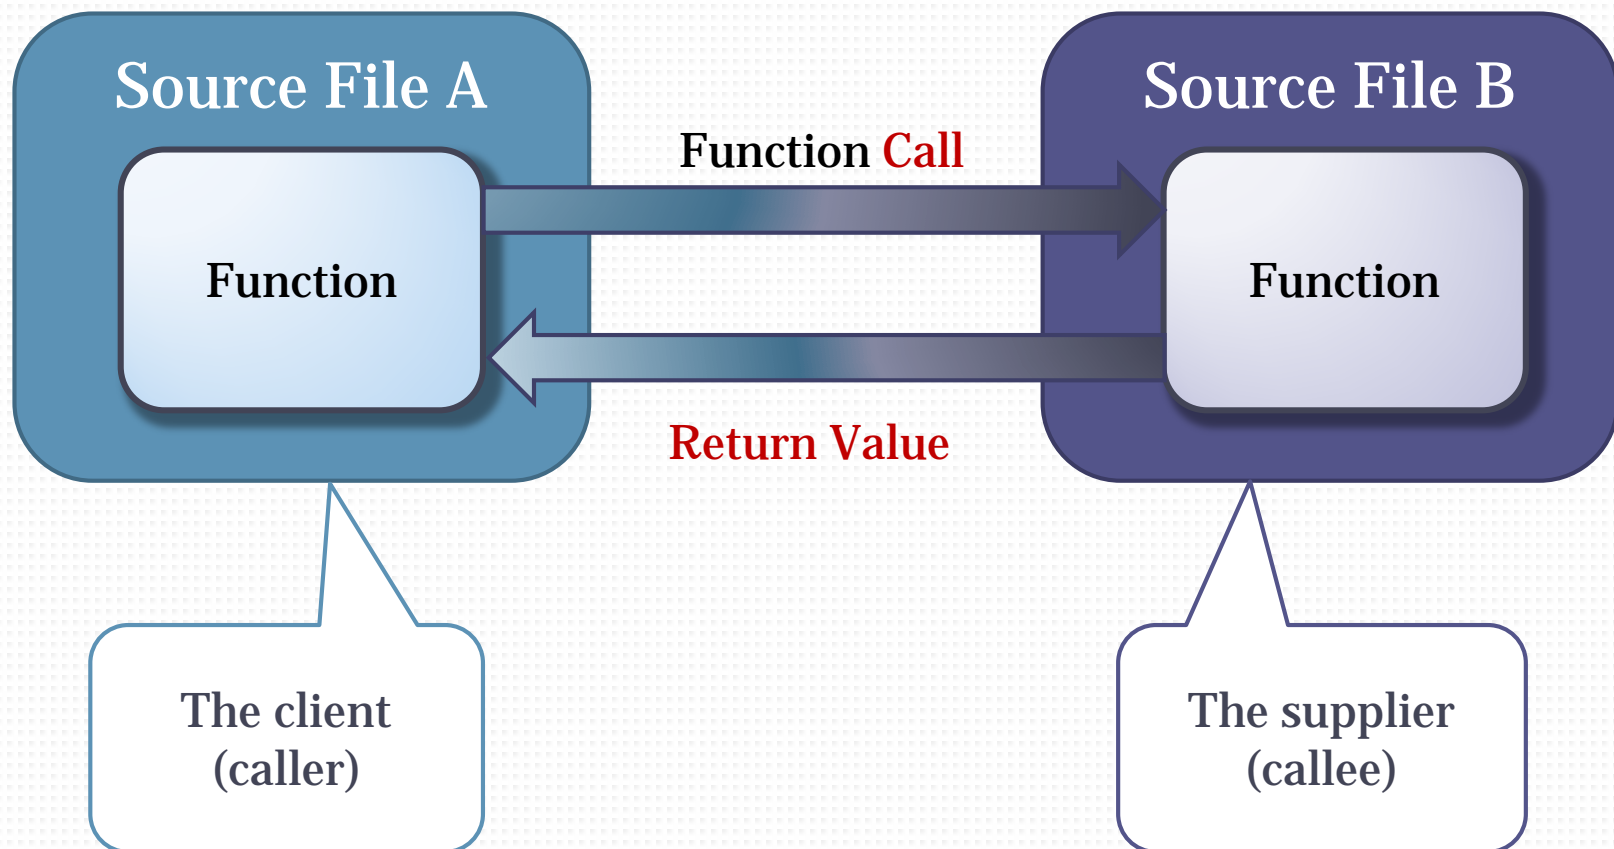 Source File A
Source File B
Function Call
Function
Function
Return Value
The client
(caller)
The supplier
(callee)